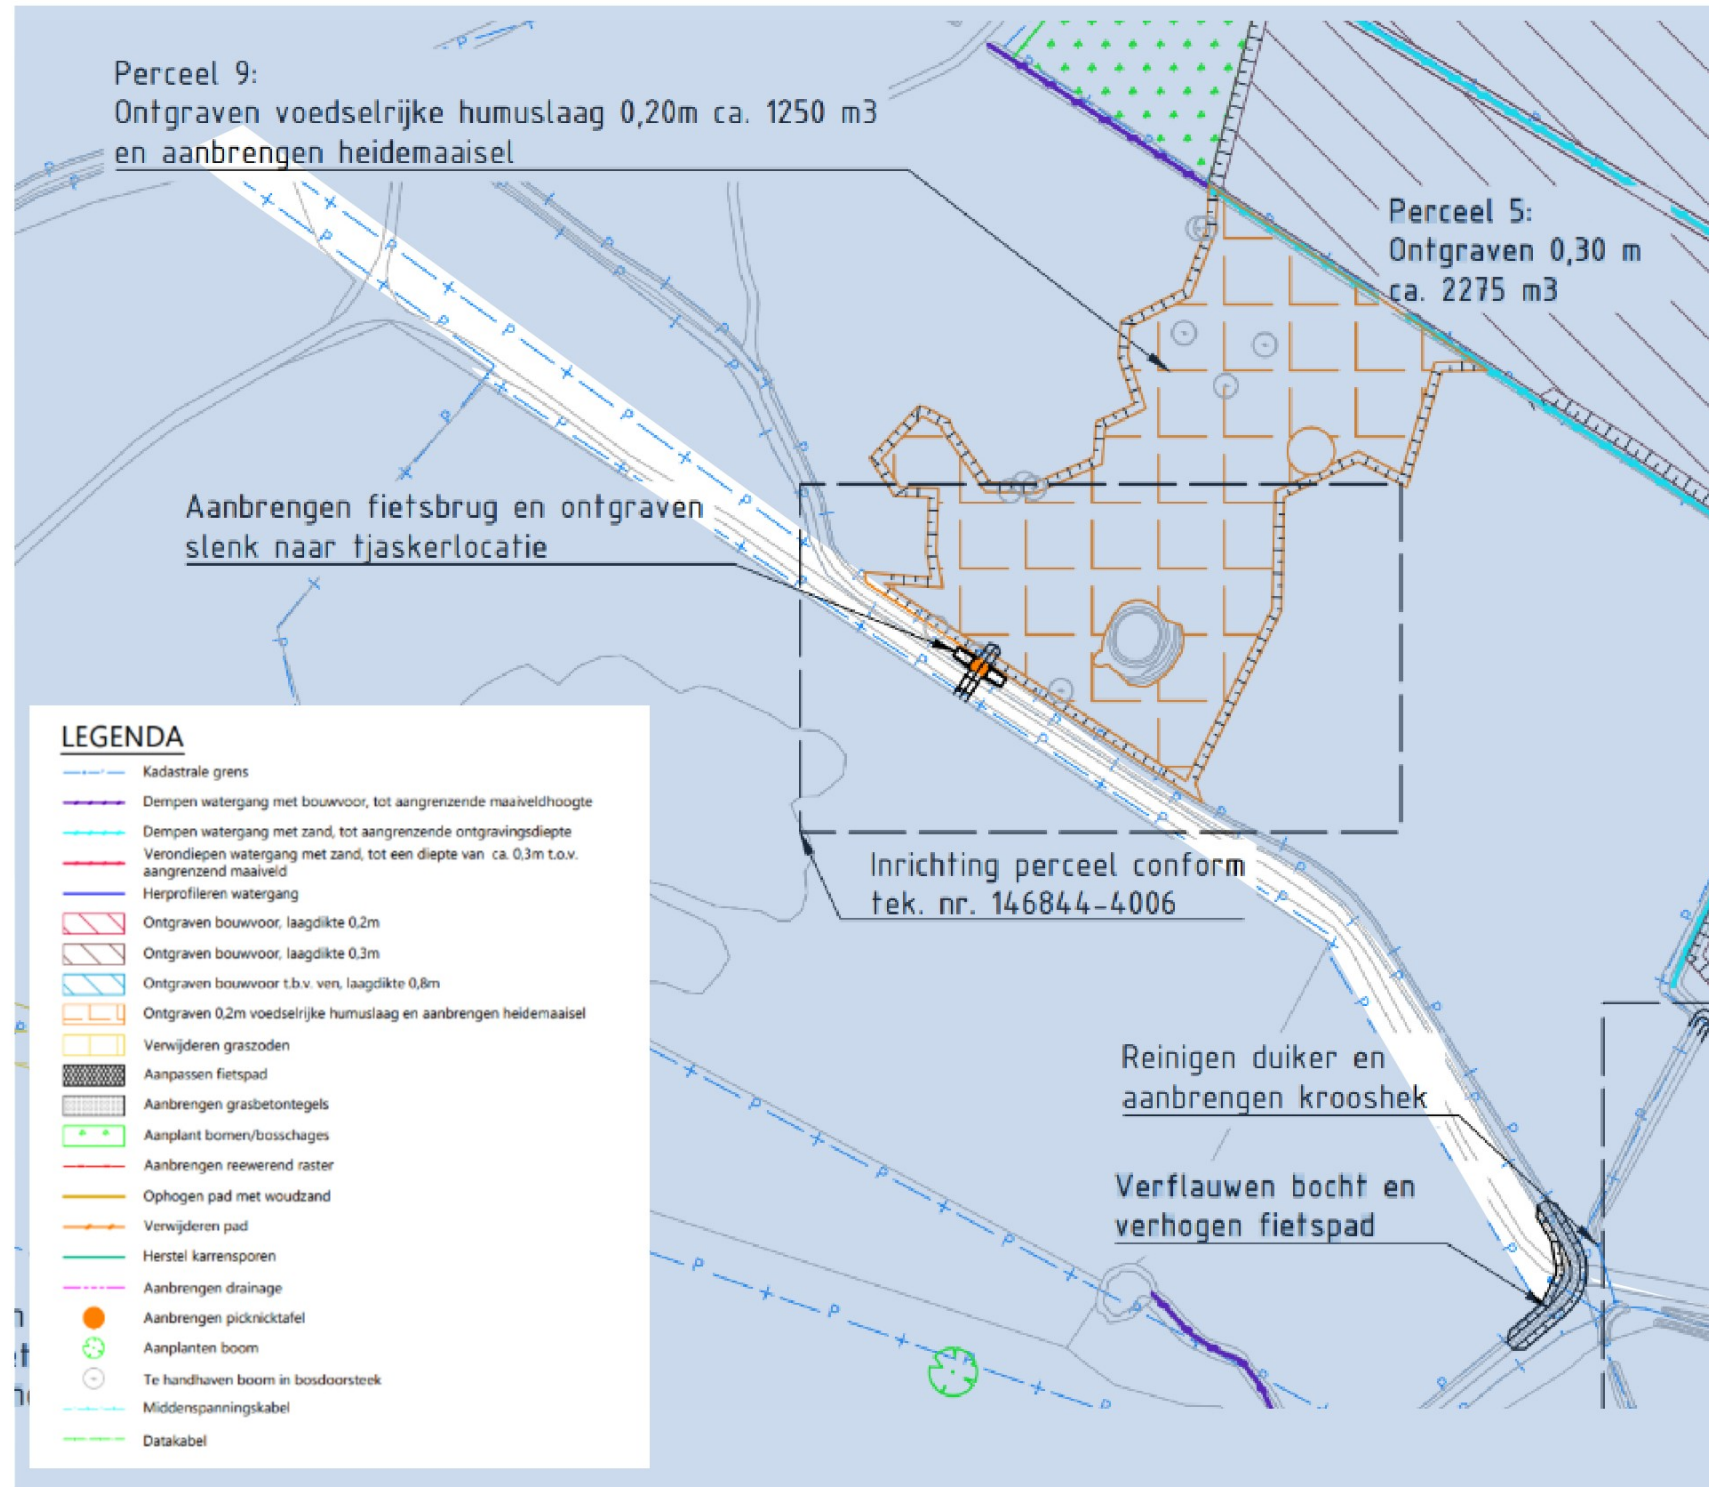 Perceel 9:
Ontgraven voedselrijke humuslaag 0,20m ca. 1250 m3
en aanbrengen heidemaaisel
Perceel 5:
Ontgraven 0,30 m
ca. 2275 m3
Aanbrengen fietsbrug en ontgraven
slenk naar tjaskerlocatie
Inrichting perceel conform
tek. nr. 146844-4006
Reinigen duiker en
aanbrengen krooshek
Verflauwen bocht en
verhogen fietspad
LEGENDA
Kadastrale grens
Dempen watergang met bouwvoor, tot aangrenzende maaiveldhoogte
Dempen watergang met zand, tot aangrenzende ontgravingsdiepte
Verondiepen watergang met zand, tot een diepte van ca. 0,3m t.o.v.
aangrenzend maaiveld
Herprofileren watergang
Ontgraven bouwvoor, laagdikte 0,2m
Ontgraven bouwvoor, laagdikte 0,3m
Ontgraven bouwvoor t.b.v. ven, laagdikte 0,8m
Ontgraven 0,2m voedselrijke humuslaag en aanbrengen heidemaaisel
Verwijderen graszoden
Aanpassen fietspad
Aanbrengen grasbetontegels
Aanplant bomen/bosschages
Aanbrengen reewerend raster
Ophogen pad met woudzand
Verwijderen pad
Herstel karrensporen
Aanbrengen drainage
Aanbrengen picknicktafel
Aanplanten boom
Te handhaven boom in bosdoorsteek
Middenspanningskabel
Datakabel